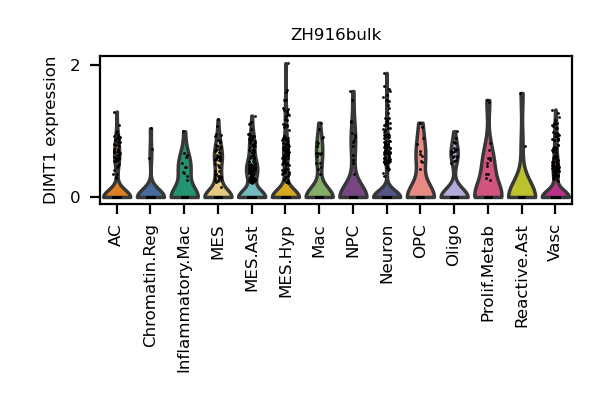 ZH916bulk
DIMT1 expression
2
0
AC
Chromatin.Reg
Inflammatory.Mac
MES
MES.Ast
MES.Hyp
Mac
NPC
Neuron
OPC
Oligo
Prolif.Metab
Reactive.Ast
Vasc